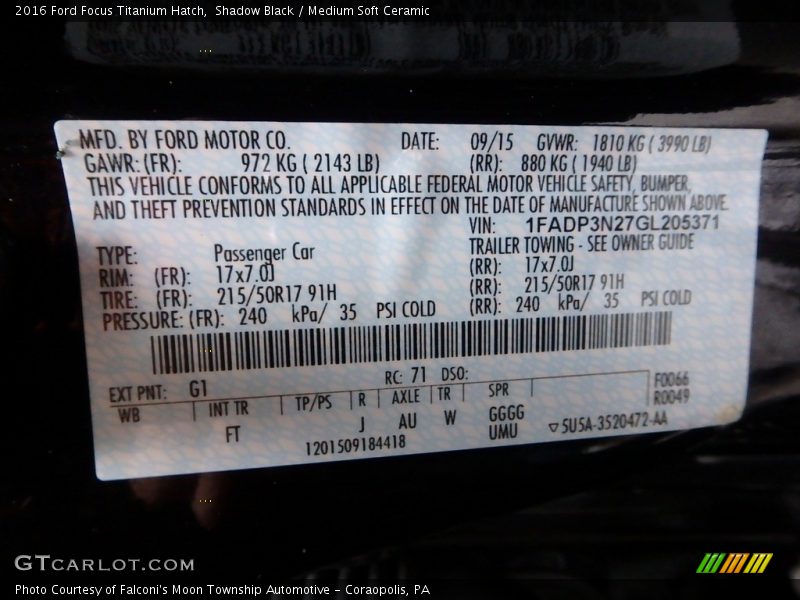 2016 Ford Focus Titanium Hatch,  Shadow Black / Medium Soft Ceramic
MFD. BY FORD MOTOR CO. DATE: 09/15 GVWR: 1810 KG ( 3990 LB)
GAWR: (FR): 972 KG ( 2143 LB) (RR): 880 KG ( 1940 LB)
THIS VEHICLE CONFORMS TO ALL APPLICABLE FEDERAL MOTOR VEHICLE SAFETY, BUMPER,
AND THEFT PREVENTION STANDARDS IN EFFECT ON THE DATE OF MANUFACTURE SHOWN ABOVE.
VIN: 1FADP3N27GL205371
TYPE: Passenger Car TRAILER TOWING - SEE OWNER GUIDE
RIM: (FR): 17x7.0J (RR): 17x7.0J
TIRE: (FR): 215/50R17 91H (RR): 215/50R17 91H
PRESSURE: (FR): 240 kPa/ 35 PSI COLD (RR): 240 kPa/ 35 PSI COLD
EXT PNT: G1 RC: 71 DSO:
F0066
R0049
WB INT TR TP/PS R AXLE TR SPR
FT J AU W GGGG
UMU
1201509184418 ▽5U5A-3520472-AA
GTCARLOT.COM
Photo Courtesy of Falconi's Moon Township Automotive - Coraopolis, PA